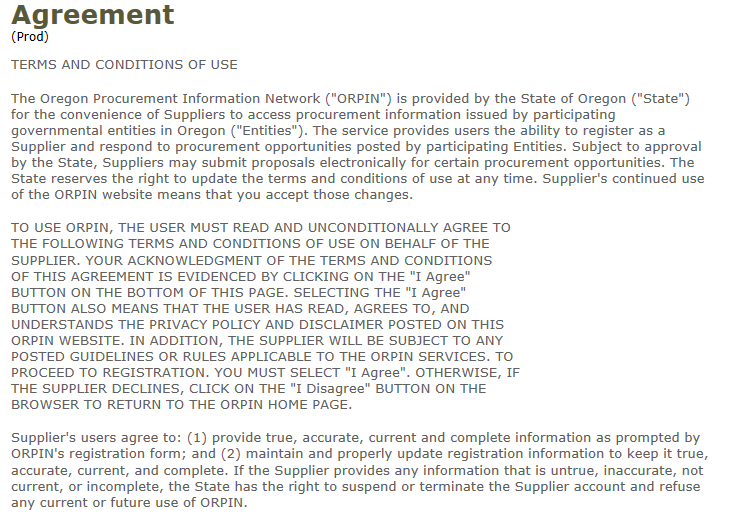 Agreement
(Prod)
TERMS AND CONDITIONS OF USE
The Oregon Procurement Information Network ("ORPIN") is provided by the State of Oregon ("State")
for the convenience of Suppliers to access procurement information issued by participating
governmental entities in Oregon ("Entities"). The service provides users the ability to register as a
Supplier and respond to procurement opportunities posted by participating Entities. Subject to approval
by the State, Suppliers may submit proposals electronically for certain procurement opportunities. The
State reserves the right to update the terms and conditions of use at any time. Supplier's continued use
of the ORPIN website means that you accept those changes.
TO USE ORPIN, THE USER MUST READ AND UNCONDITIONALLY AGREE TO
THE FOLLOWING TERMS AND CONDITIONS OF USE ON BEHALF OF THE
SUPPLIER. YOUR ACKNOWLEDGMENT OF THE TERMS AND CONDITIONS
OF THIS AGREEMENT IS EVIDENCED BY CLICKING ON THE "I Agree"
BUTTON ON THE BOTTOM OF THIS PAGE. SELECTING THE "I Agree"
BUTTON ALSO MEANS THAT THE USER HAS READ, AGREES TO, AND
UNDERSTANDS THE PRIVACY POLICY AND DISCLAIMER POSTED ON THIS
ORPIN WEBSITE. IN ADDITION, THE SUPPLIER WILL BE SUBJECT TO ANY
POSTED GUIDELINES OR RULES APPLICABLE TO THE ORPIN SERVICES. TO
PROCEED TO REGISTRATION. YOU MUST SELECT "I Agree". OTHERWISE, IF
THE SUPPLIER DECLINES, CLICK ON THE "I Disagree" BUTTON ON THE
BROWSER TO RETURN TO THE ORPIN HOME PAGE.
Supplier's users agree to: (1) provide true, accurate, current and complete information as prompted by
ORPIN's registration form; and (2) maintain and properly update registration information to keep it true,
accurate, current, and complete. If the Supplier provides any information that is untrue, inaccurate, not
current, or incomplete, the State has the right to suspend or terminate the Supplier account and refuse
any current or future use of ORPIN.